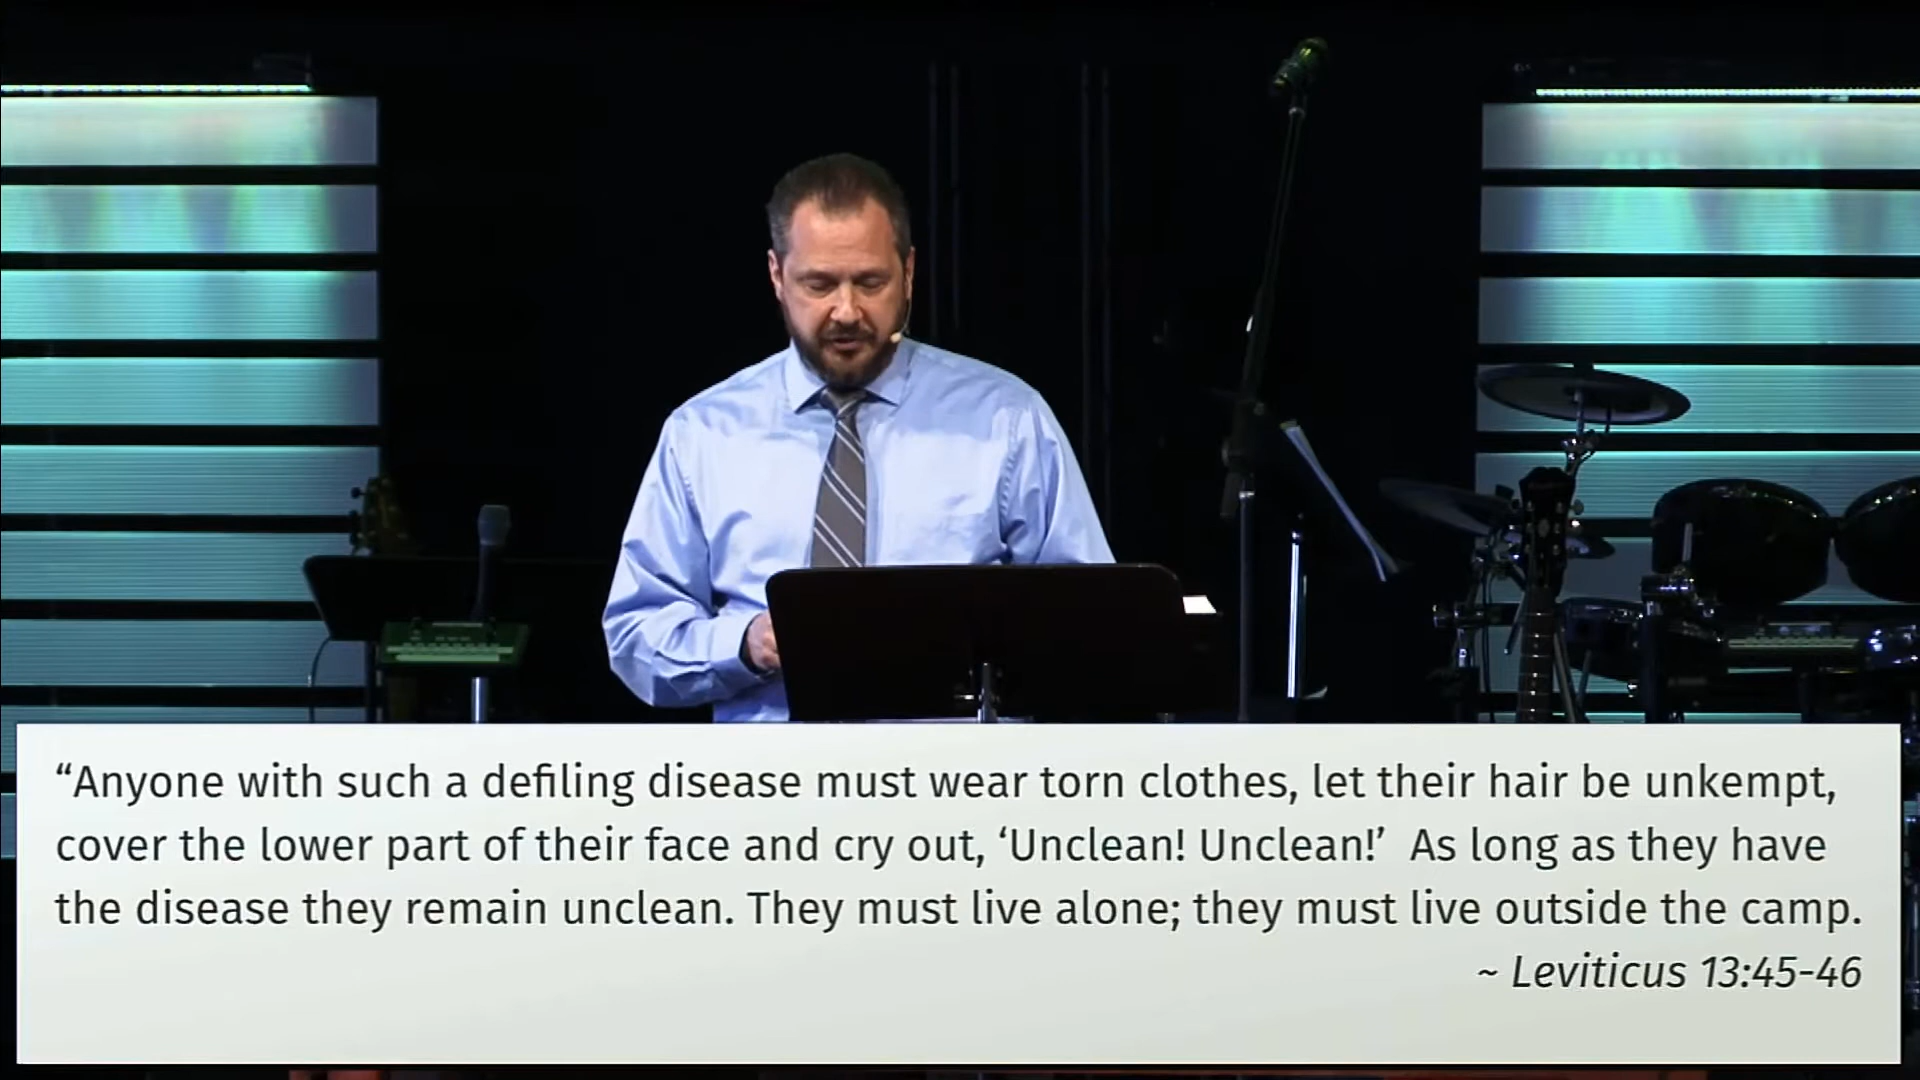 “Anyone with such a defiling disease must wear torn clothes, let their hair be unkempt,
cover the lower part of their face and cry out, ‘Unclean! Unclean!’  As long as they have
the disease they remain unclean. They must live alone; they must live outside the camp.
~ Leviticus 13:45-46